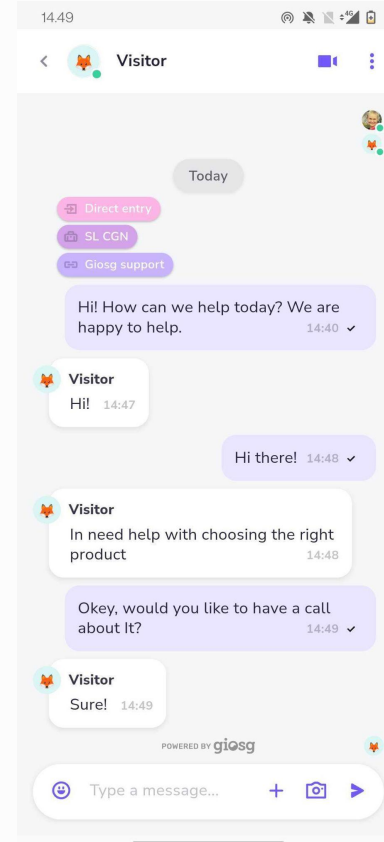 14.49
4G
Visitor
Today
Direct entry
SL CGN
Giosg support
Hi! How can we help today? We are
happy to help. 14:40
Visitor
Hi! 14:47
Hi there! 14:48
Visitor
In need help with choosing the right
product 14:48
Okey, would you like to have a call
about It? 14:49
Visitor
Sure! 14:49
POWERED BY giosg
Type a message...